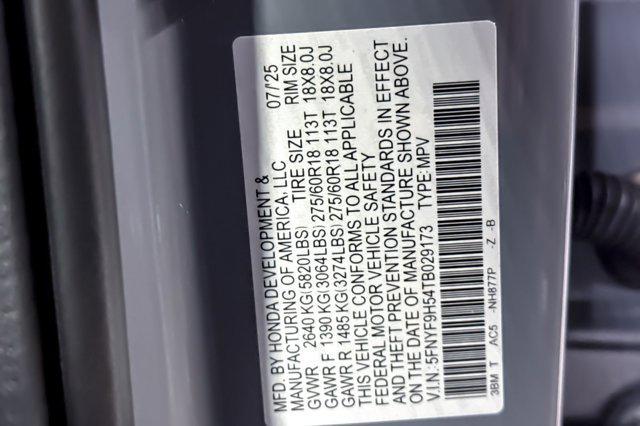 MFD. BY HONDA DEVELOPMENT & 07/25
MANUFACTURING OF AMERICA, LLC
GVWR 2640 KG(5820LBS) TIRE SIZE RIM SIZE
GAWR F 1390 KG(3064LBS) 275/60R18 113T 18X8.0J
GAWR R 1485 KG(3274LBS) 275/60R18 113T 18X8.0J
THIS VEHICLE CONFORMS TO ALL APPLICABLE
FEDERAL MOTOR VEHICLE SAFETY
AND THEFT PREVENTION STANDARDS IN EFFECT
ON THE DATE OF MANUFACTURE SHOWN ABOVE.
V.I.N: 5FNYF9H54TB029173 TYPE: MPV
3BM T AC5 -NH877P -Z -B